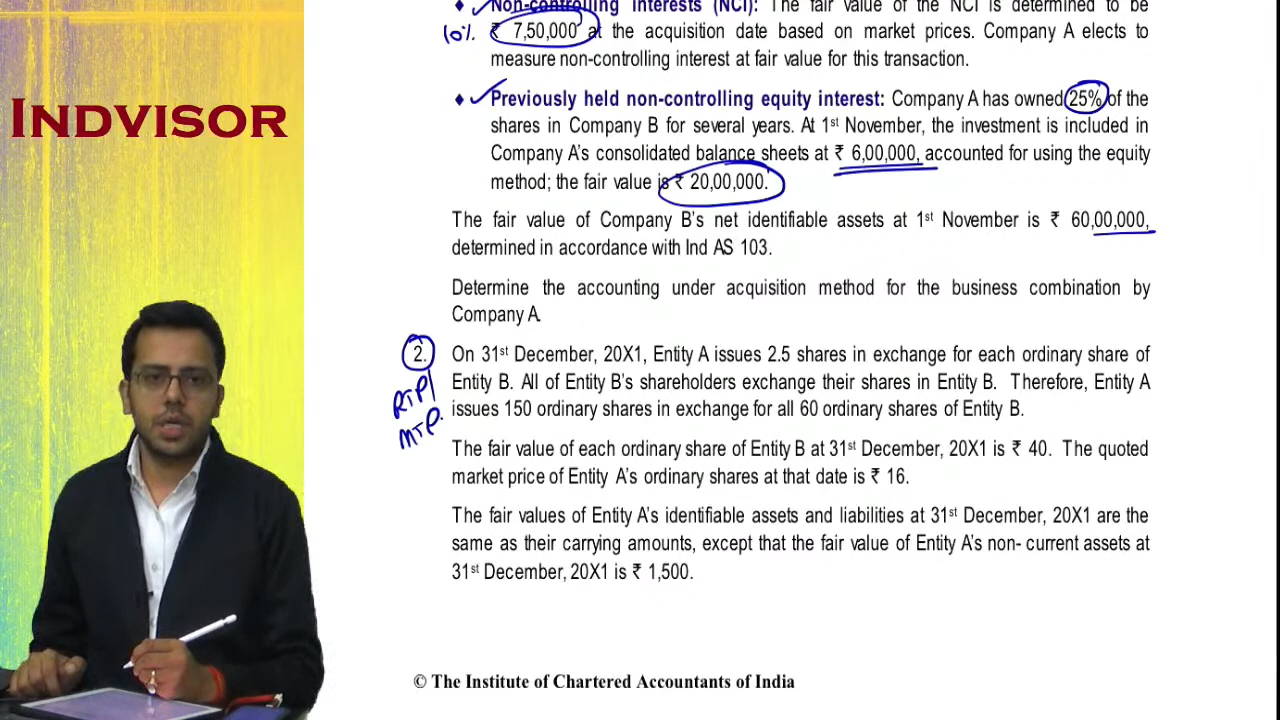 INDVISOR
♦ Non-controlling Interests (NCI): The fair value of the NCI is determined to be
10% ₹ 7,50,000 at the acquisition date based on market prices. Company A elects to
measure non-controlling interest at fair value for this transaction.
♦ Previously held non-controlling equity interest: Company A has owned 25% of the
shares in Company B for several years. At 1st November, the investment is included in
Company A's consolidated balance sheets at ₹ 6,00,000, accounted for using the equity
method; the fair value is ₹ 20,00,000.
The fair value of Company B's net identifiable assets at 1st November is ₹ 60,00,000,
determined in accordance with Ind AS 103.
Determine the accounting under acquisition method for the business combination by
Company A.
2. On 31st December, 20X1, Entity A issues 2.5 shares in exchange for each ordinary share of
Entity B. All of Entity B's shareholders exchange their shares in Entity B. Therefore, Entity A
issues 150 ordinary shares in exchange for all 60 ordinary shares of Entity B.
RTP/
MTP.
The fair value of each ordinary share of Entity B at 31st December, 20X1 is ₹ 40. The quoted
market price of Entity A's ordinary shares at that date is ₹ 16.
The fair values of Entity A's identifiable assets and liabilities at 31st December, 20X1 are the
same as their carrying amounts, except that the fair value of Entity A's non- current assets at
31st December, 20X1 is ₹ 1,500.
© The Institute of Chartered Accountants of India